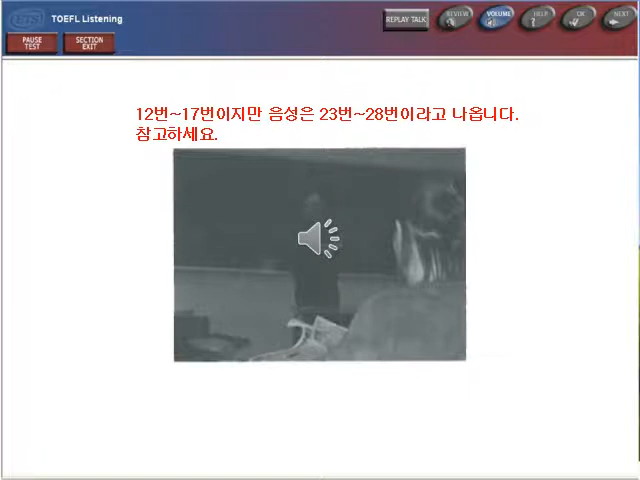 ETS TOEFL Listening
REPLAY TALK
REVIEW
VOLUME
HELP
OK
NEXT
PAUSE
TEST
SECTION
EXIT
12번~17번이지만 음성은 23번~28번이라고 나옵니다.
참고하세요.